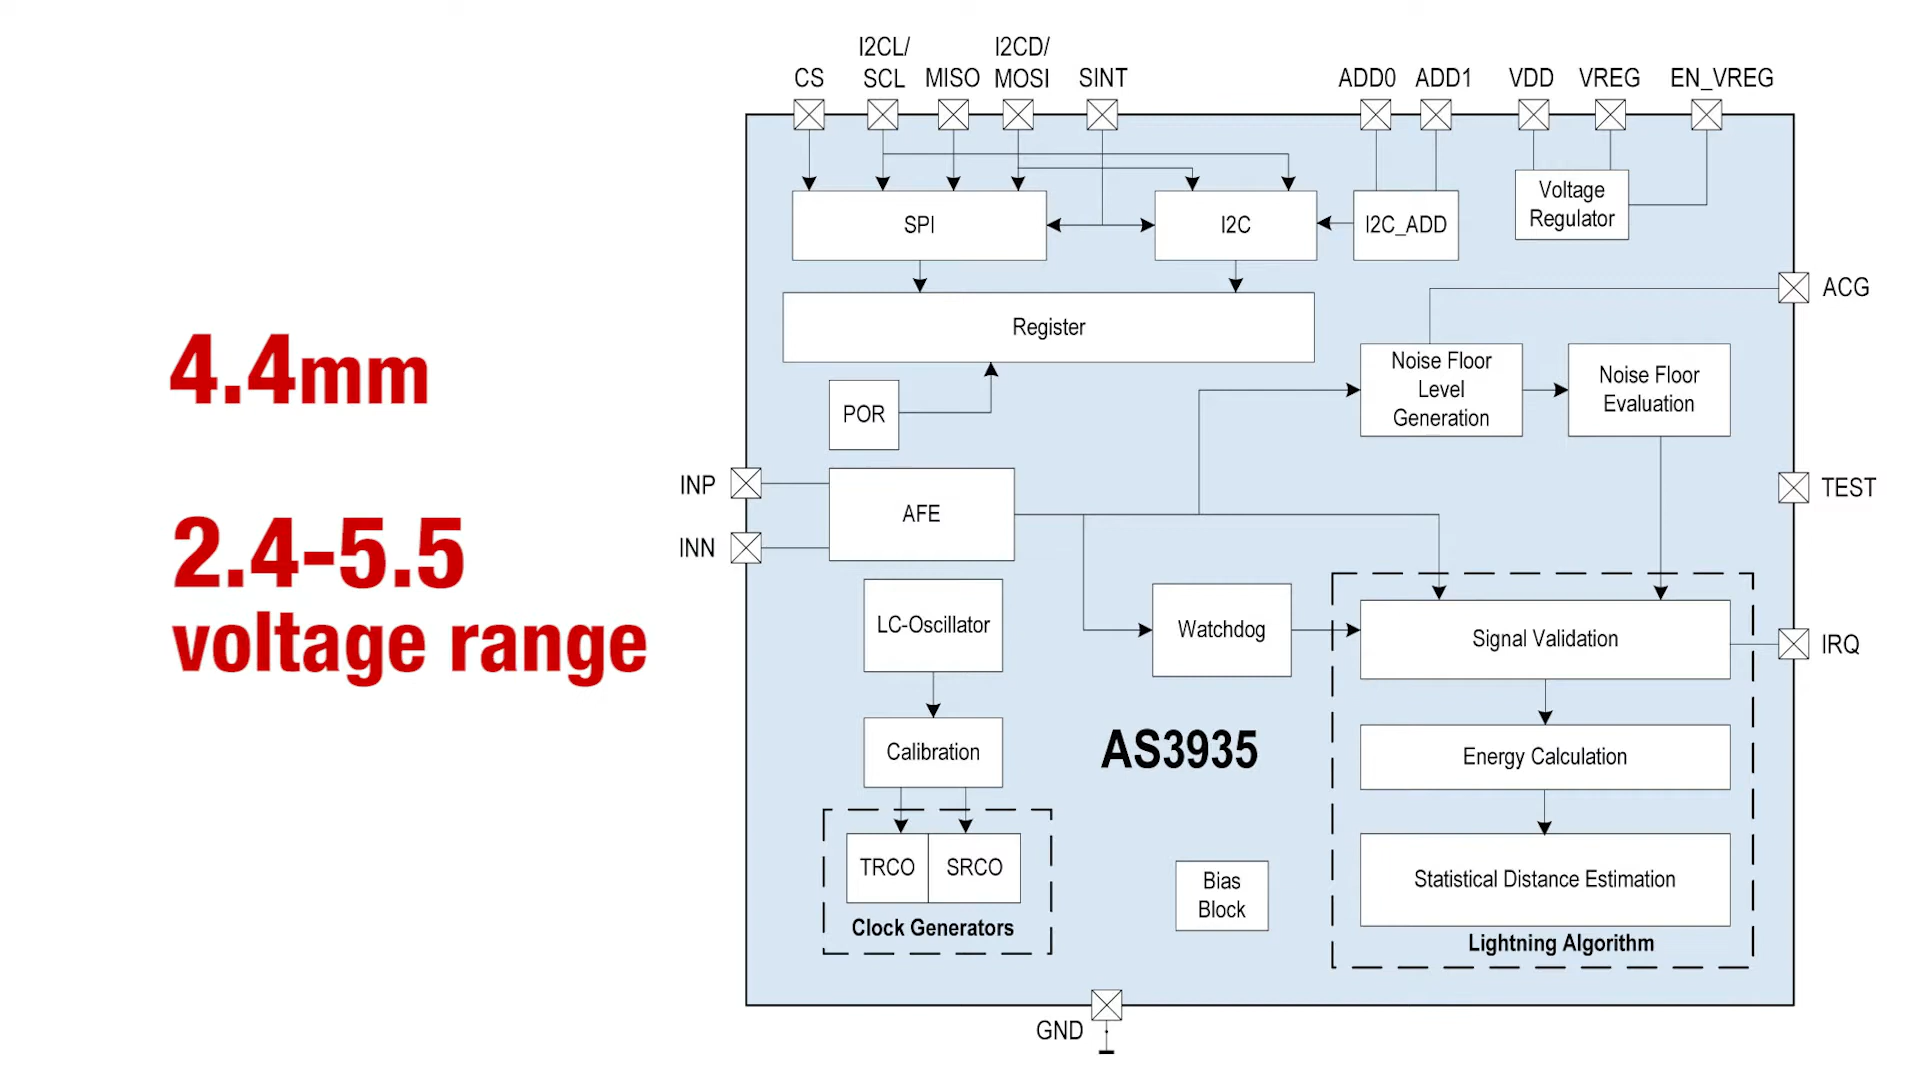 4.4mm
2.4-5.5
voltage range
CS
I2CL/
SCL
MISO
I2CD/
MOSI
SINT
ADD0
ADD1
VDD
VREG
EN_VREG
SPI
I2C
I2C_ADD
Voltage
Regulator
ACG
Register
Noise Floor
Level
Generation
Noise Floor
Evaluation
POR
INP
INN
AFE
TEST
LC-Oscillator
Watchdog
Signal Validation
IRQ
Calibration
AS3935
Energy Calculation
TRCO
SRCO
Clock Generators
Bias
Block
Statistical Distance Estimation
Lightning Algorithm
GND